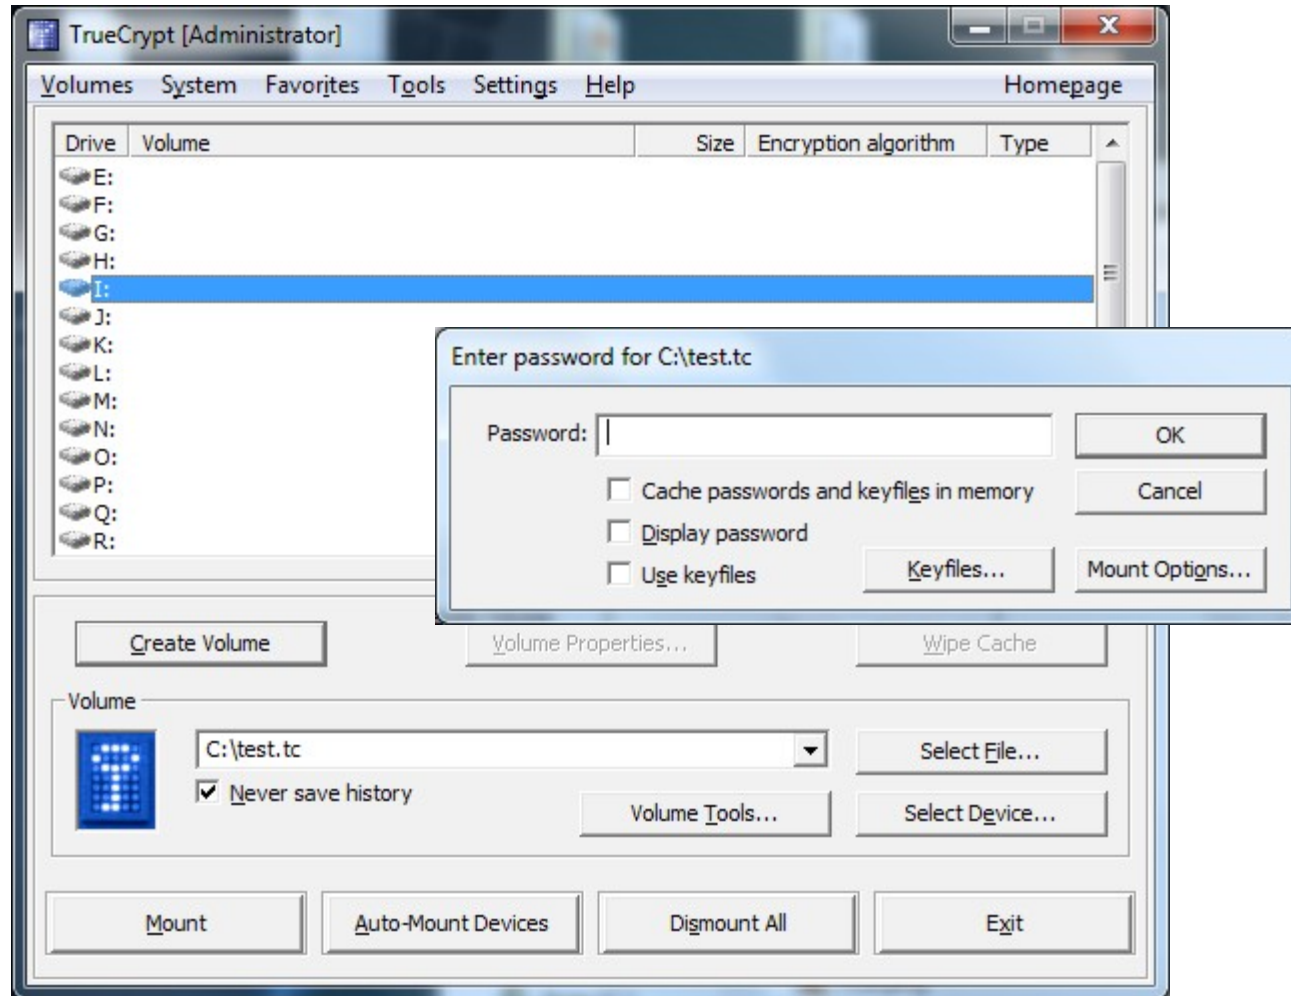 TrueCrypt [Administrator]
Volumes System Favorites Tools Settings Help Homepage
Drive Volume Size Encryption algorithm Type
E:
F:
G:
H:
I:
J:
K:
L:
M:
N:
O:
P:
Q:
R:
Enter password for C:\test.tc
Password:
OK
Cache passwords and keyfiles in memory
Cancel
Display password
Use keyfiles
Keyfiles...
Mount Options...
Create Volume
Volume Properties...
Wipe Cache
Volume
C:\test.tc
Select File...
Never save history
Volume Tools...
Select Device...
Mount
Auto-Mount Devices
Dismount All
Exit